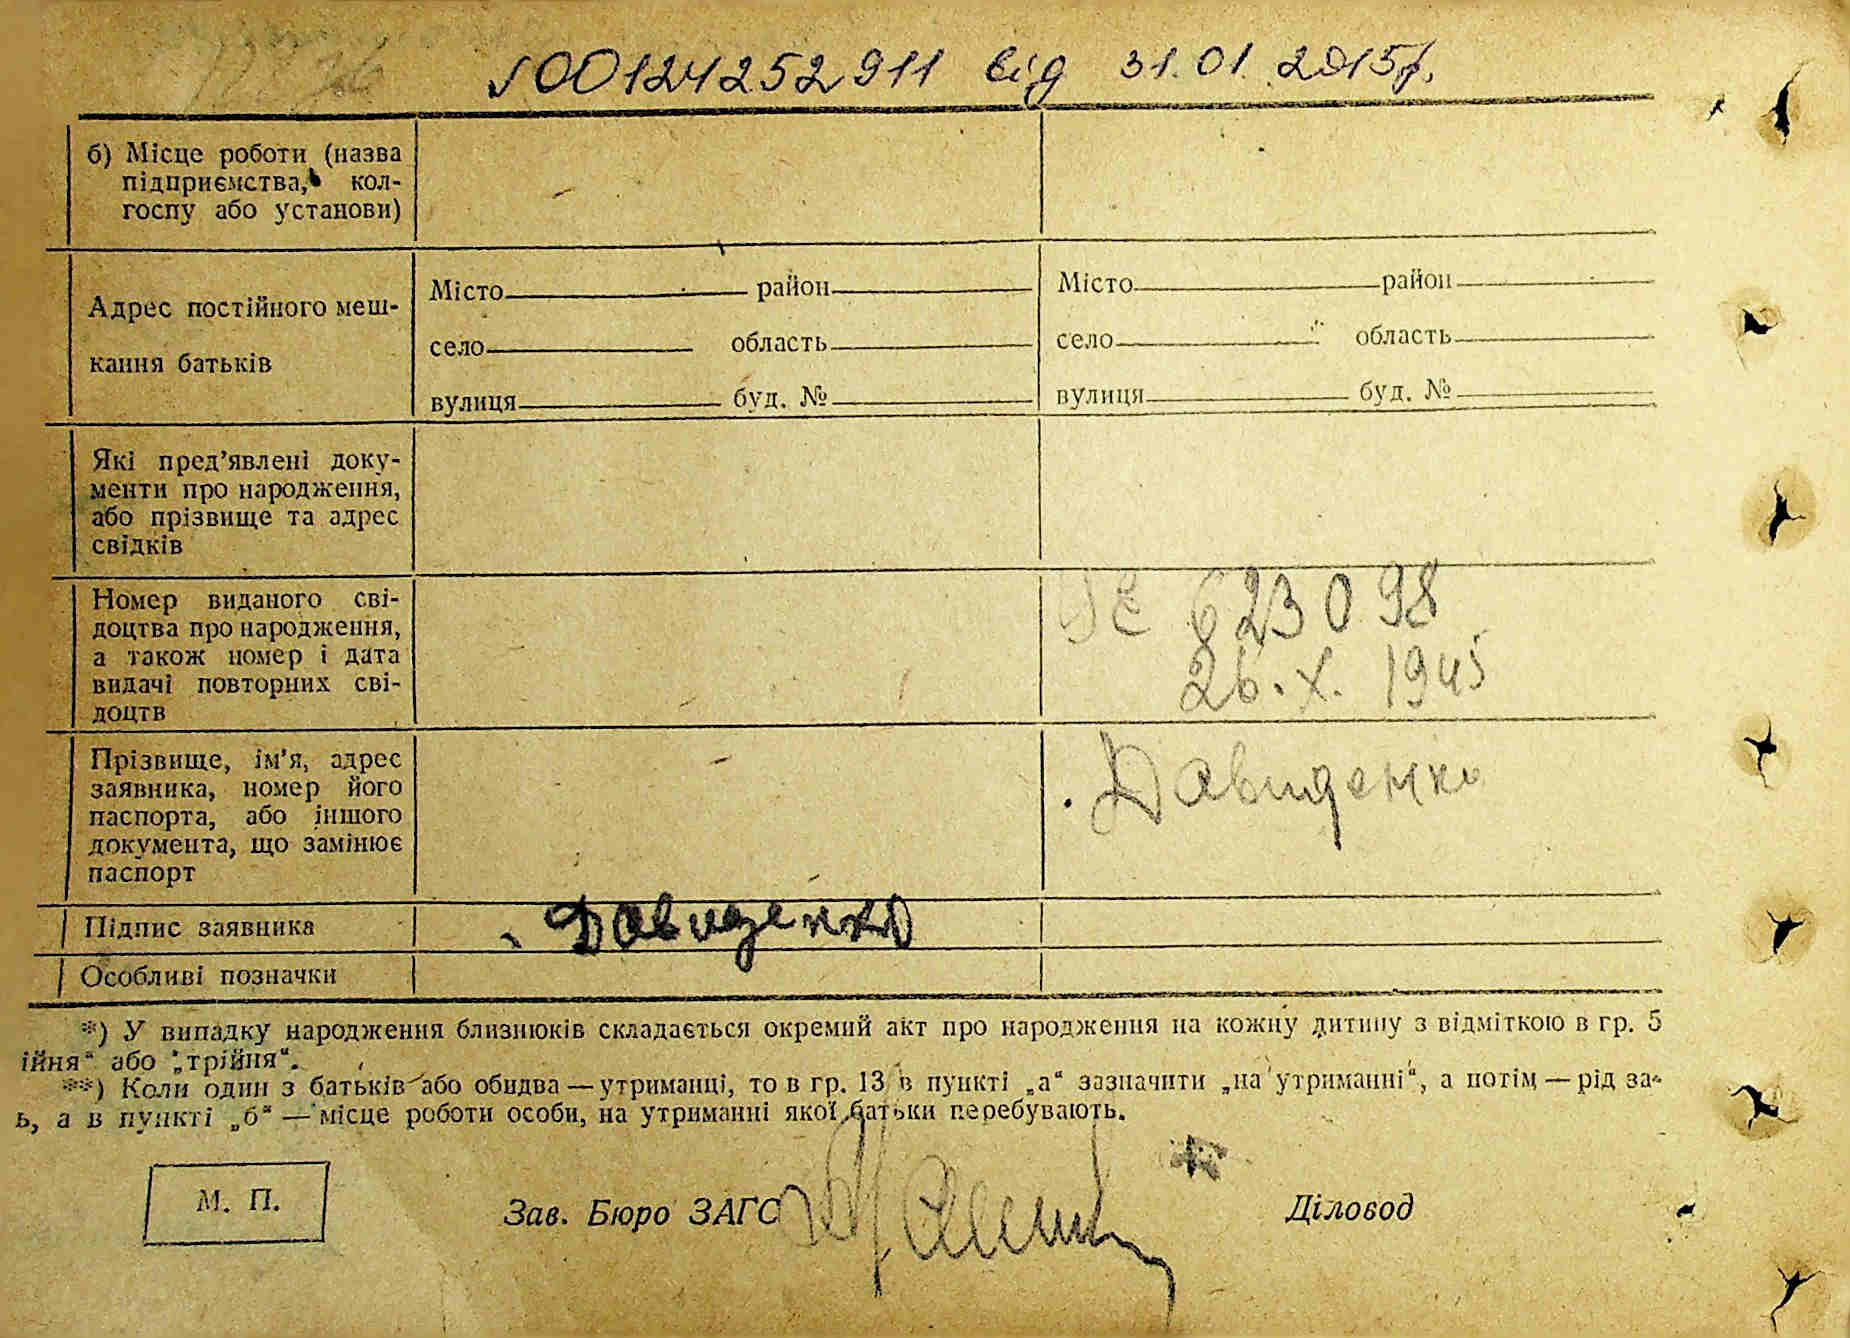 √00124252911 від 31.01.2015р.
б) Місце роботи (назва
підприємства, кол-
госпу або установи)
Адрес постійного меш-
кання батьків
Місто район
село область
вулиця буд. №
Місто район
село область
вулиця буд. №
Які пред’явлені доку-
менти про народження,
або прізвище та адрес
свідків
Номер виданого сві-
доцтва про народження,
а також номер і дата
видачі повторних сві-
доцтв
623098
26.X.1945
Прізвище, ім’я, адрес
заявника, номер його
паспорта, або іншого
документа, що замінює
паспорт
Давиденко
Підпис заявника
Давиденко
Особливі позначки
*) У випадку народження близнюків складається окремий акт про народження на кожну дитину з відміткою в гр. 5
ійня“ або „трійня“.
**) Коли один з батьків або обидва — утриманці, то в гр. 13 в пункті „а“ зазначити „на утриманні“, а потім — рід за-
ь, а в пункті „б“ — місце роботи особи, на утриманні якої батьки перебувають.
М. П.
Зав. Бюро ЗАГС
Діловод